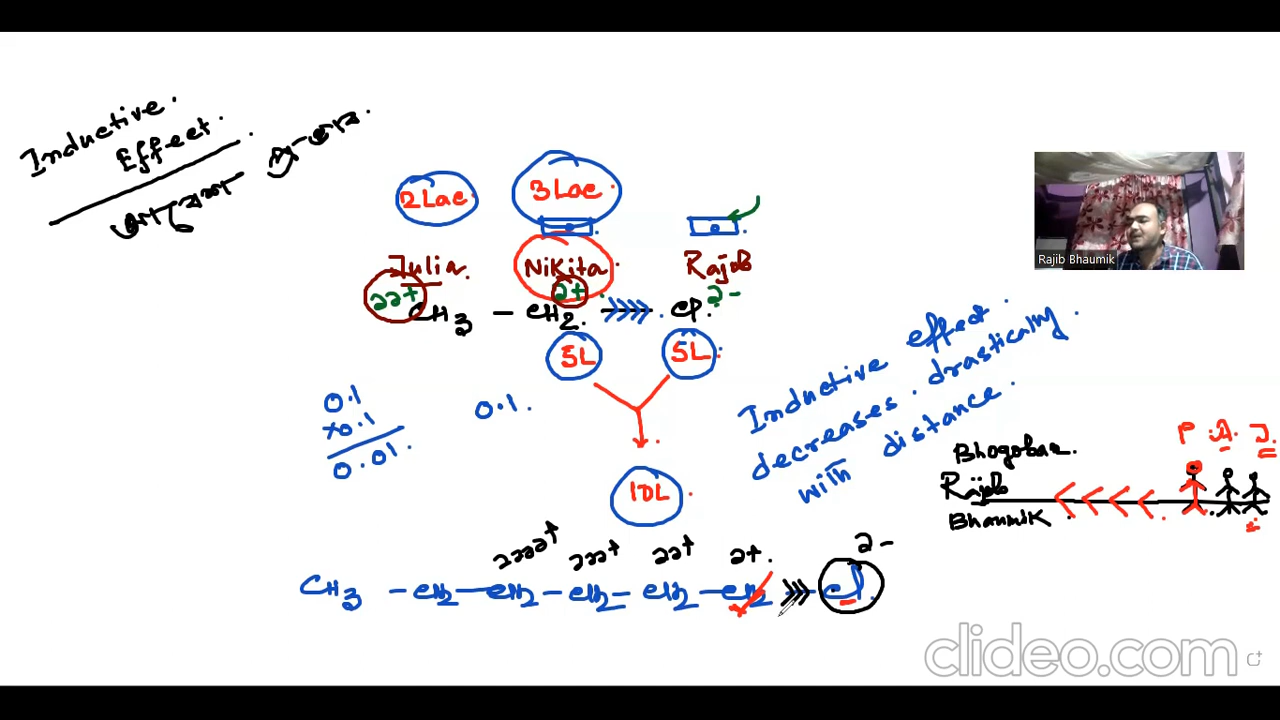 Inductive
Effect.
2Lac
3Lac
Julia
Nikita
Rajib
∂∂+
∂+
∂-
CH3 - CH2 - Cl
5L
5L
10L
0.1
×0.1
0.01
0.1
Inductive effect
decreases drastically
with distance.
Bhogoban
Rajib
Bhaumik
P
J
∂∂∂∂+ ∂∂∂+ ∂∂+ ∂+ ∂-
CH3 - CH2 - CH2 - CH2 - CH2 - CH2 - Cl
Rajib Bhaumik
clideo.com